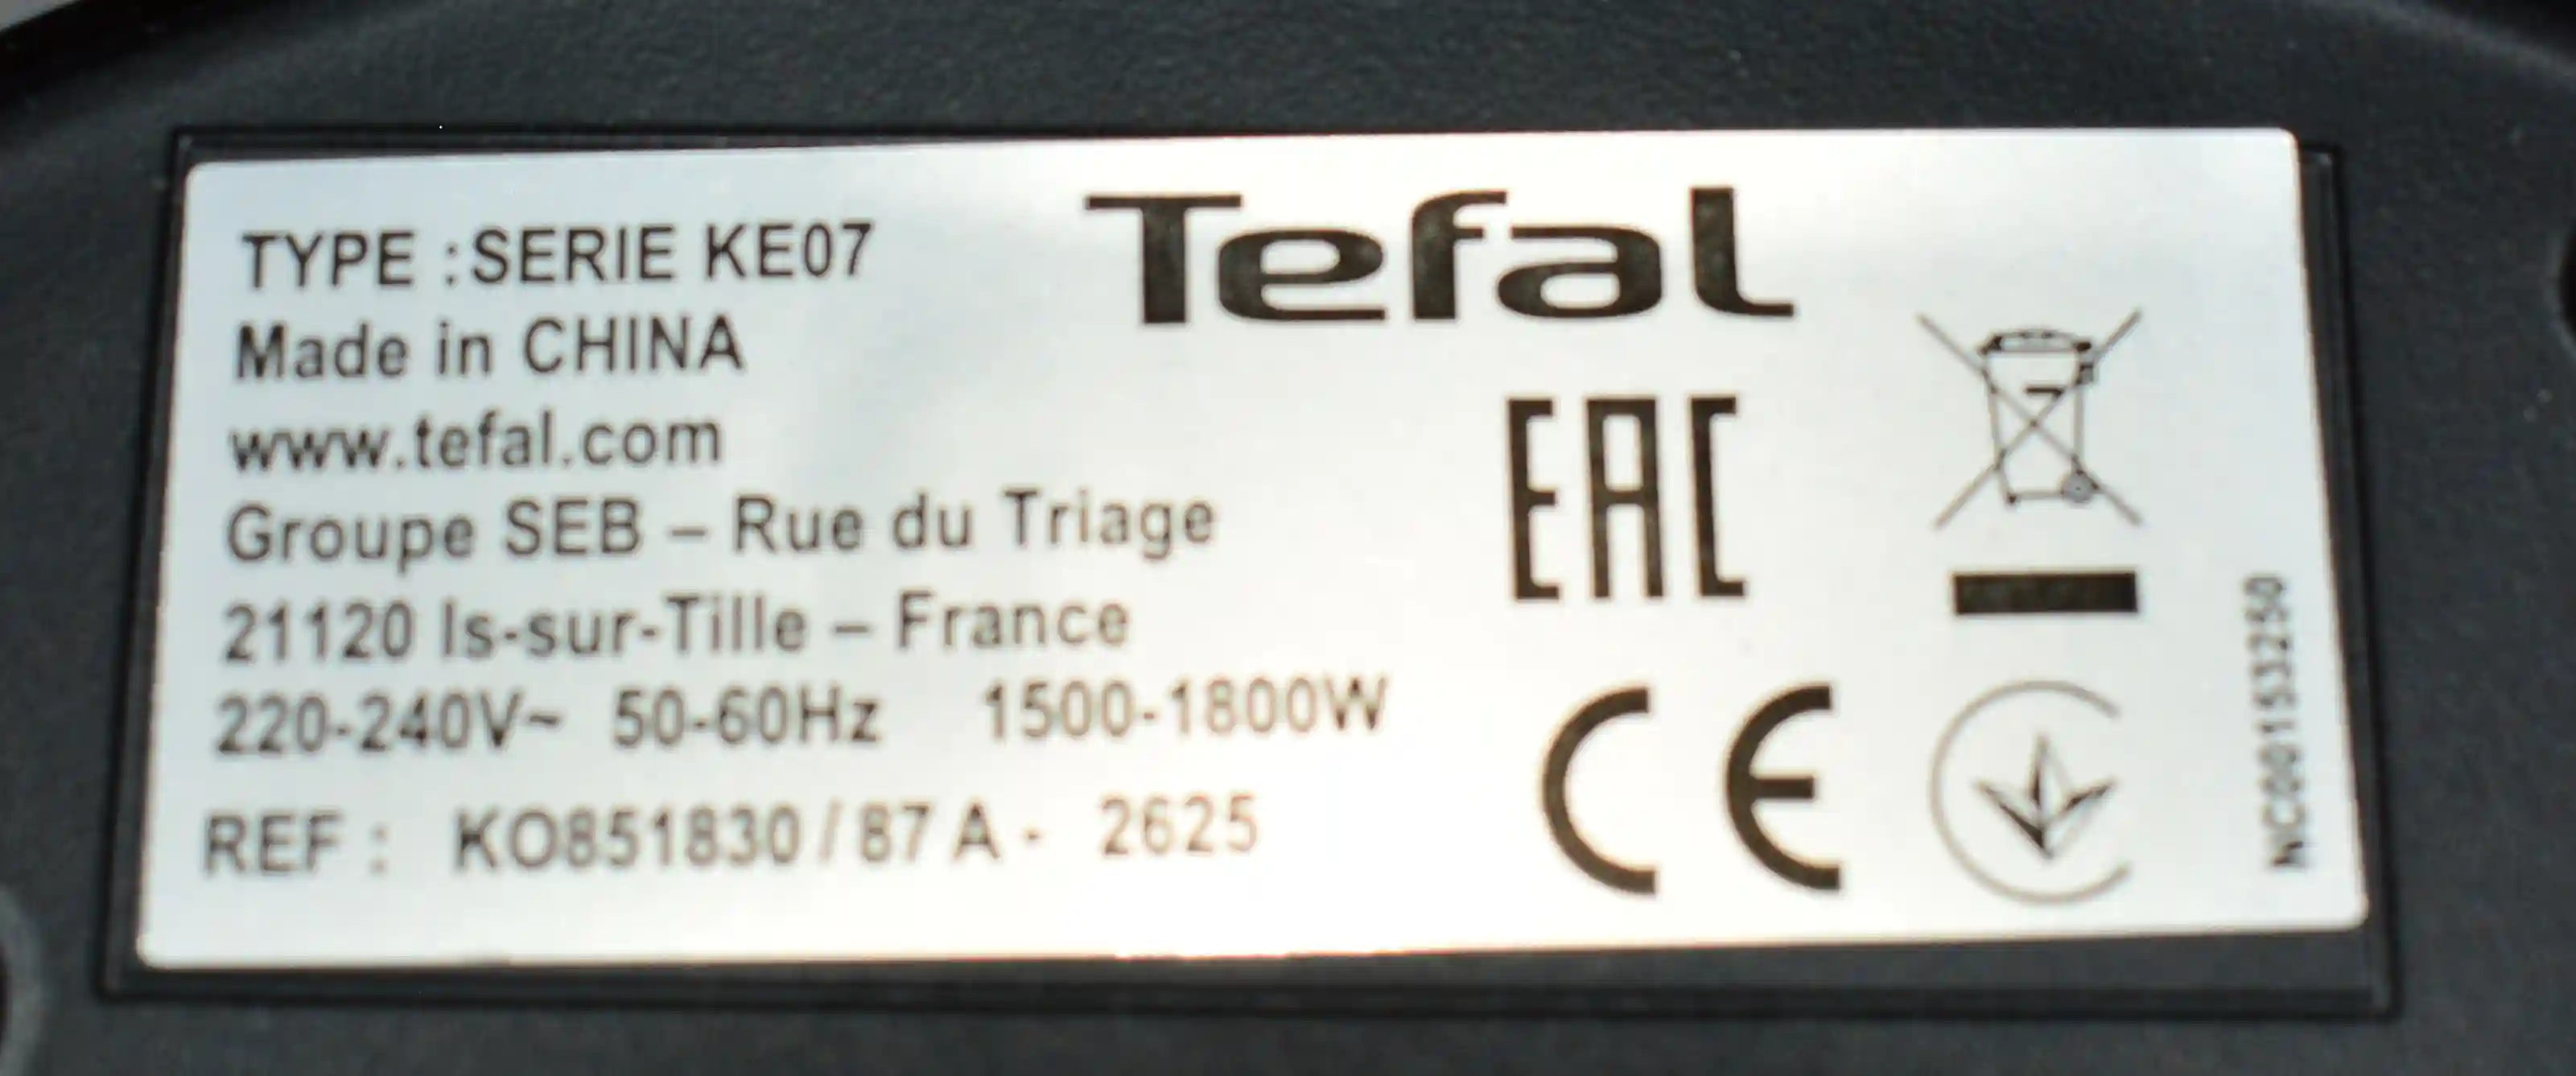 Tefal
TYPE :SERIE KE07
Made in CHINA
www.tefal.com
Groupe SEB – Rue du Triage
21120 Is-sur-Tille – France
220-240V~ 50-60Hz 1500-1800W
REF : KO851830 / 87 A - 2625
EAC
CE
NC00153250